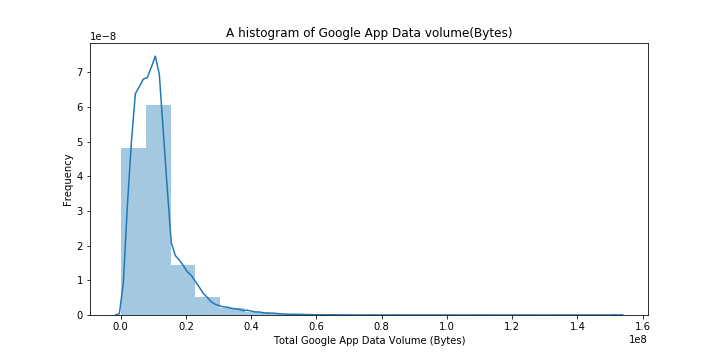 A histogram of Google App Data volume(Bytes)
1e−8
7
6
5
4
3
2
1
0
Frequency
0.0 0.2 0.4 0.6 0.8 1.0 1.2 1.4 1.6
1e8
Total Google App Data Volume (Bytes)